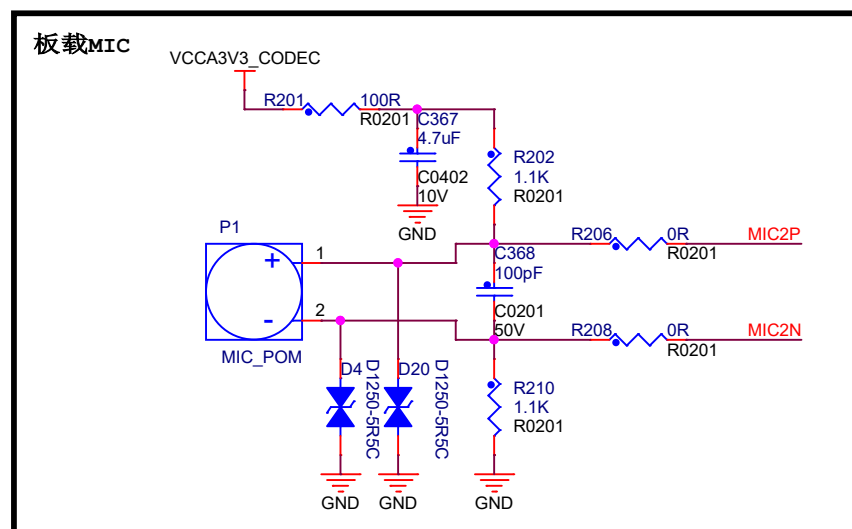 板载MIC
VCCA3V3_CODEC
R201 100R
R0201
C367
4.7uF
C0402
10V
GND
R202
1.1K
R0201
P1
1
2
+
-
MIC_POM
C368
100pF
C0201
50V
R206 0R
R0201
MIC2P
R208 0R
R0201
MIC2N
D4
D1250-5R5C
D20
D1250-5R5C
R210
1.1K
R0201
GND
GND
GND